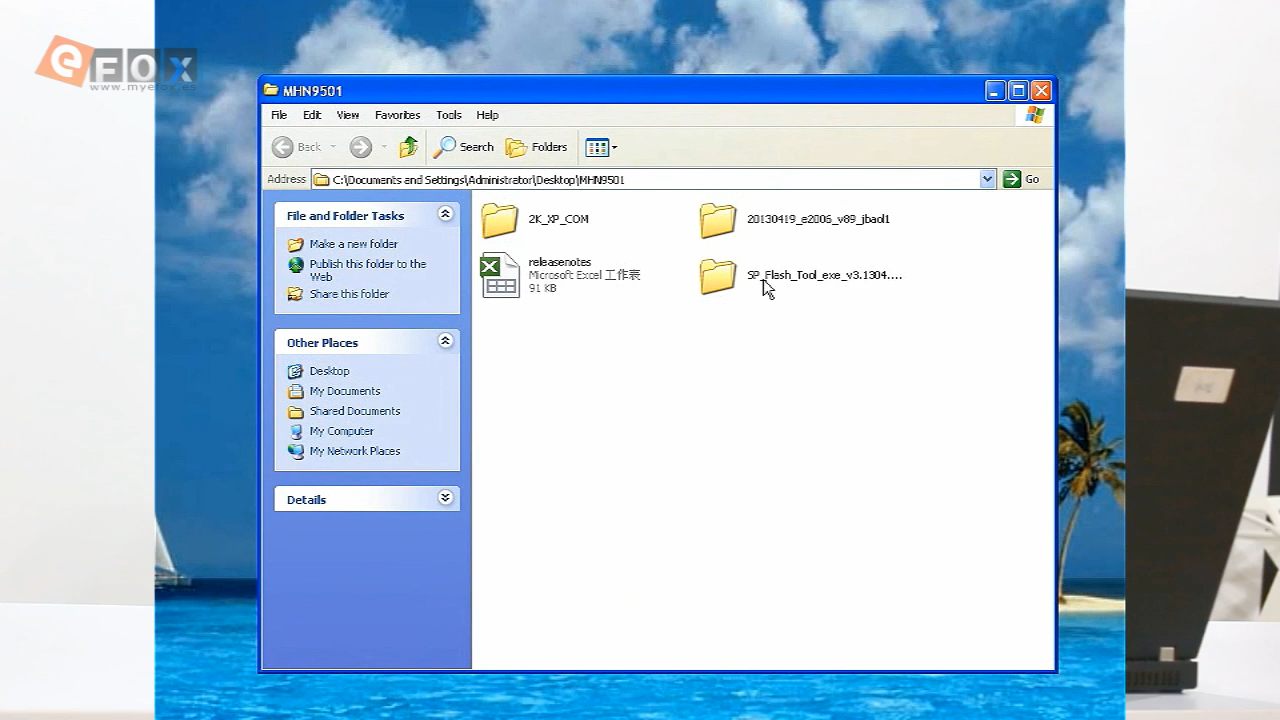 eFOX
www.myefox.es
MHN9501
File Edit View Favorites Tools Help
Back Search Folders
Address C:\Documents and Settings\Administrator\Desktop\MHN9501 Go
File and Folder Tasks
Make a new folder
Publish this folder to the
Web
Share this folder
Other Places
Desktop
My Documents
Shared Documents
My Computer
My Network Places
Details
2K_XP_COM
20130419_e2006_v89_jbaol1
releasenotes
Microsoft Excel 工作表
91 KB
SP_Flash_Tool_exe_v3.1304....